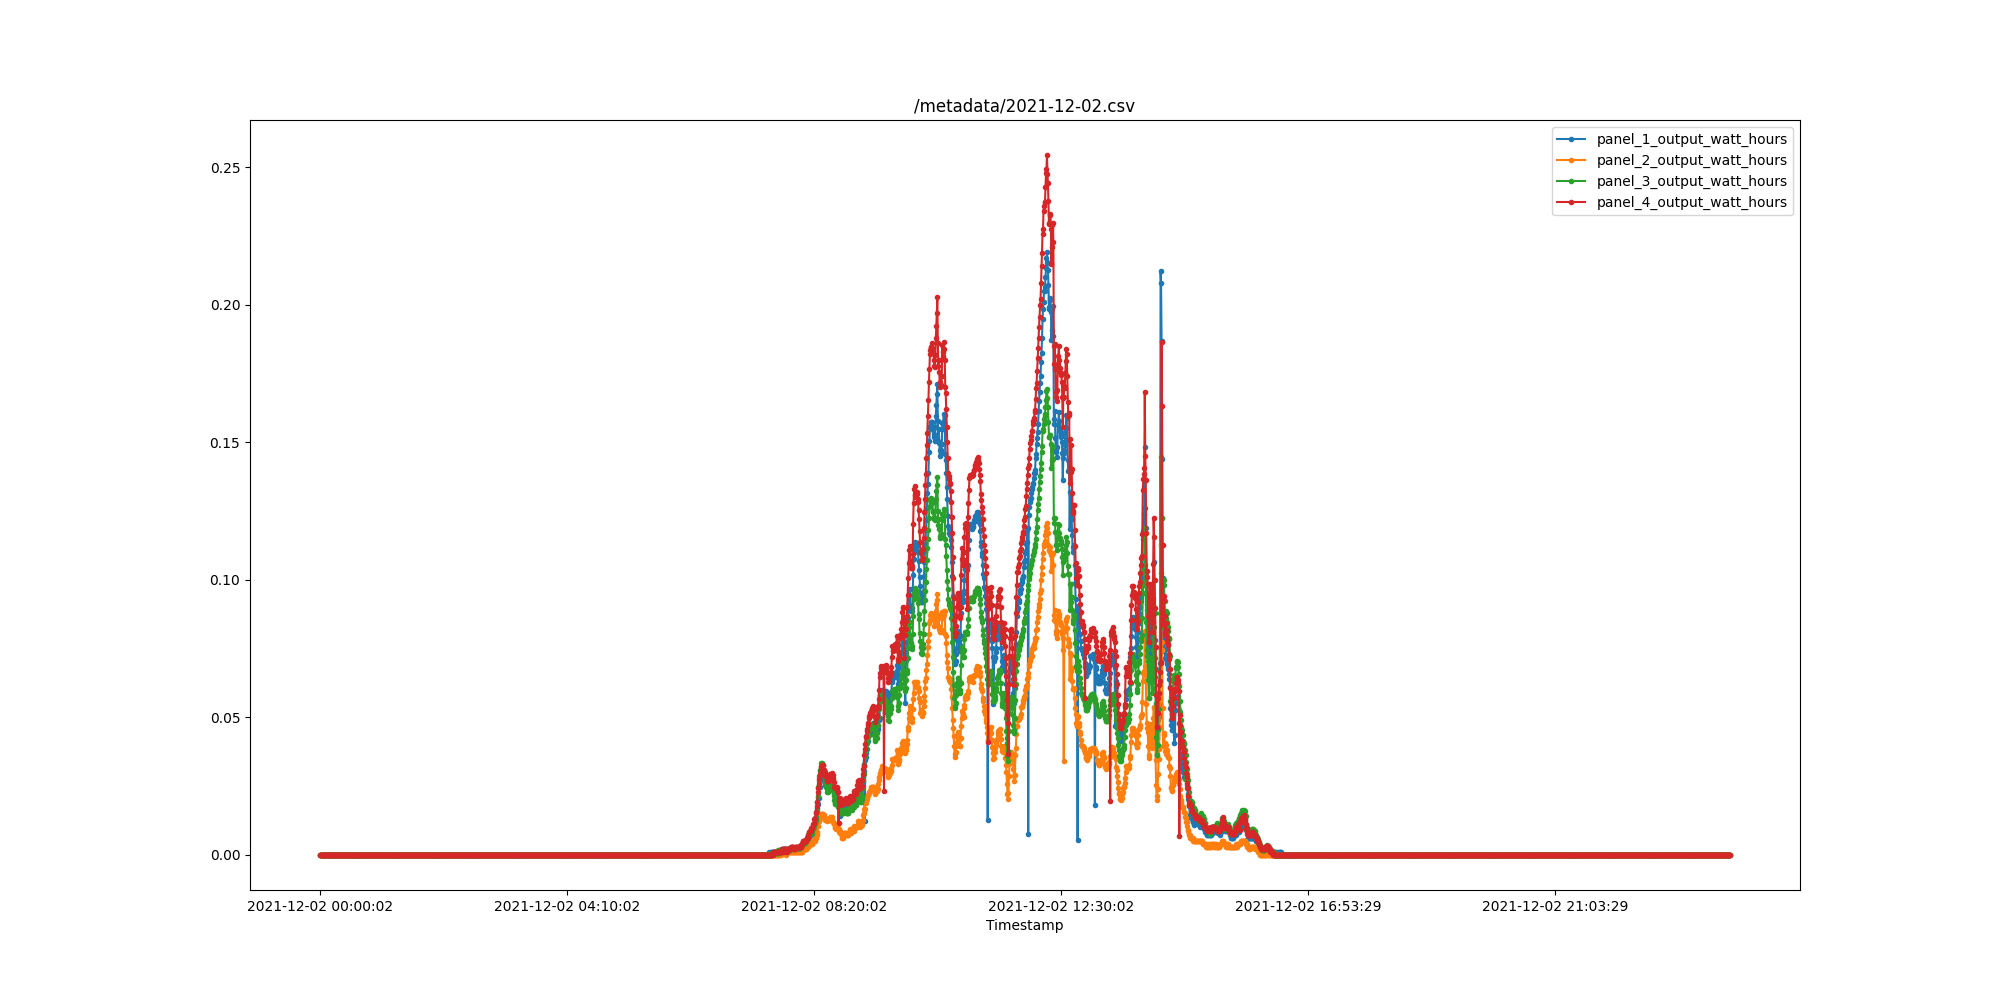 /metadata/2021-12-02.csv
panel_1_output_watt_hours
panel_2_output_watt_hours
panel_3_output_watt_hours
panel_4_output_watt_hours
0.25
0.20
0.15
0.10
0.05
0.00
2021-12-02 00:00:02 2021-12-02 04:10:02 2021-12-02 08:20:02 2021-12-02 12:30:02 2021-12-02 16:53:29 2021-12-02 21:03:29
Timestamp